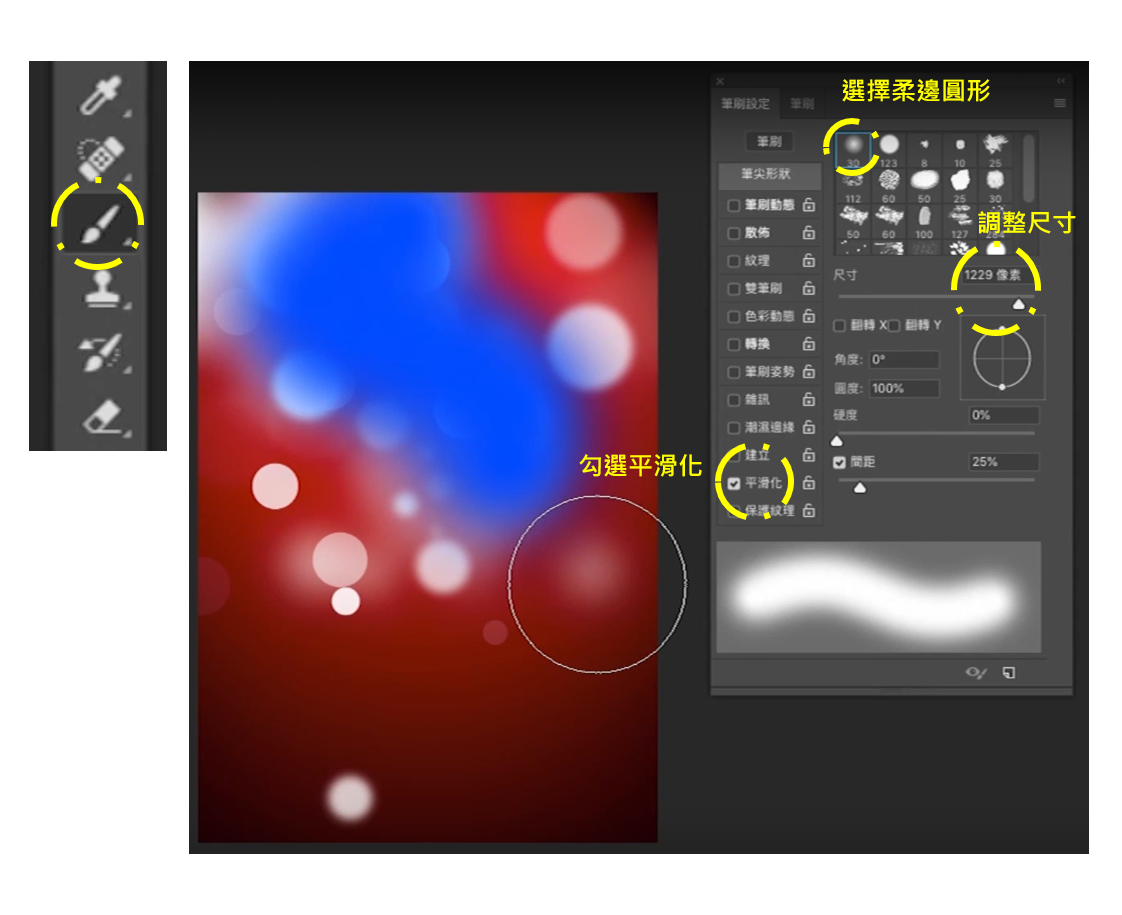 選擇柔邊圓形
筆刷設定 筆刷
筆刷
30 123 8 10 25
筆尖形狀
112 60 50 25 30
筆刷動態
50 60 100 127 284
散佈
調整尺寸
紋理
尺寸 1229 像素
雙筆刷
色彩動態
翻轉 X 翻轉 Y
轉換
角度: 0°
筆刷姿勢
圓度: 100%
雜訊
硬度 0%
潮濕邊緣
勾選平滑化
建立
間距 25%
平滑化
保護紋理